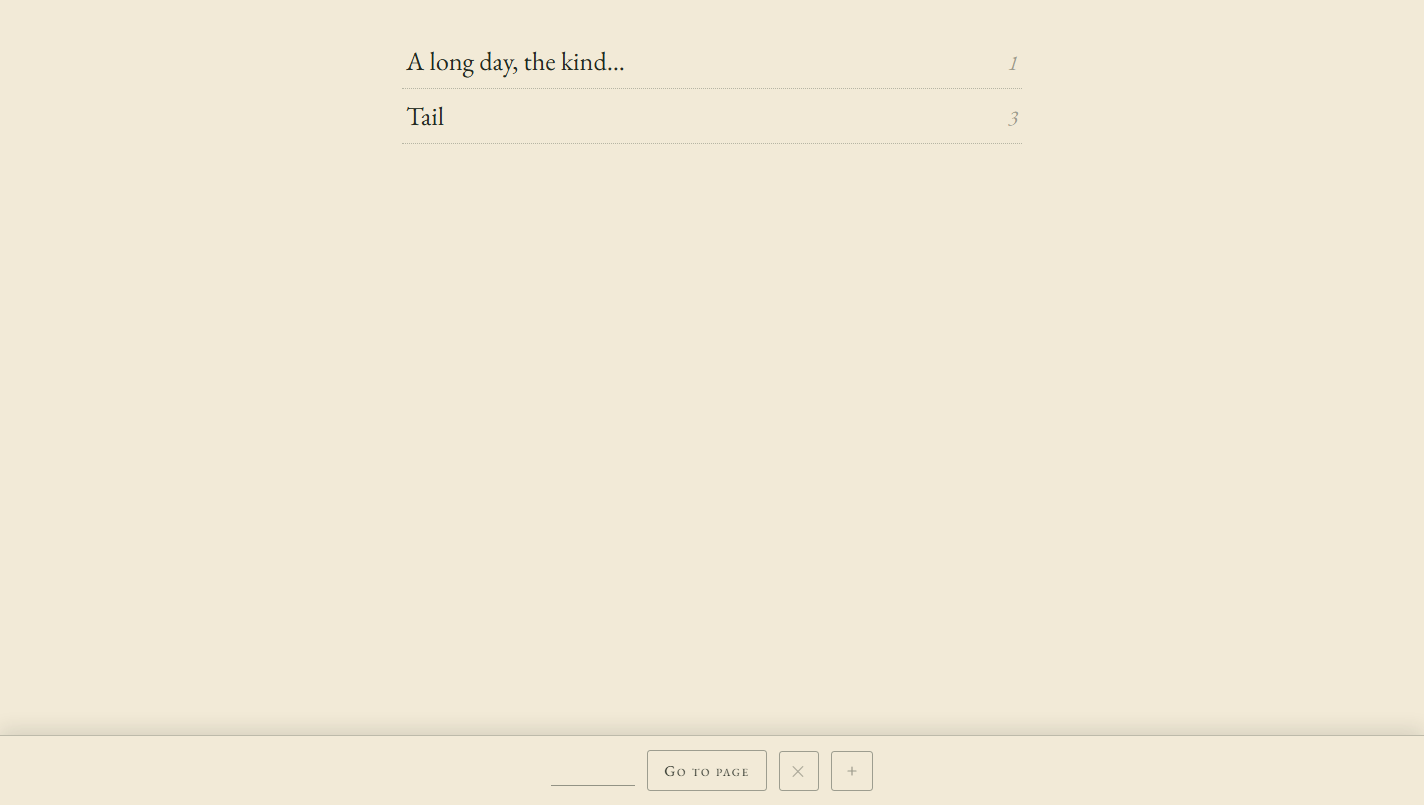 A long day, the kind... 1
Tail 3
Go to page × +